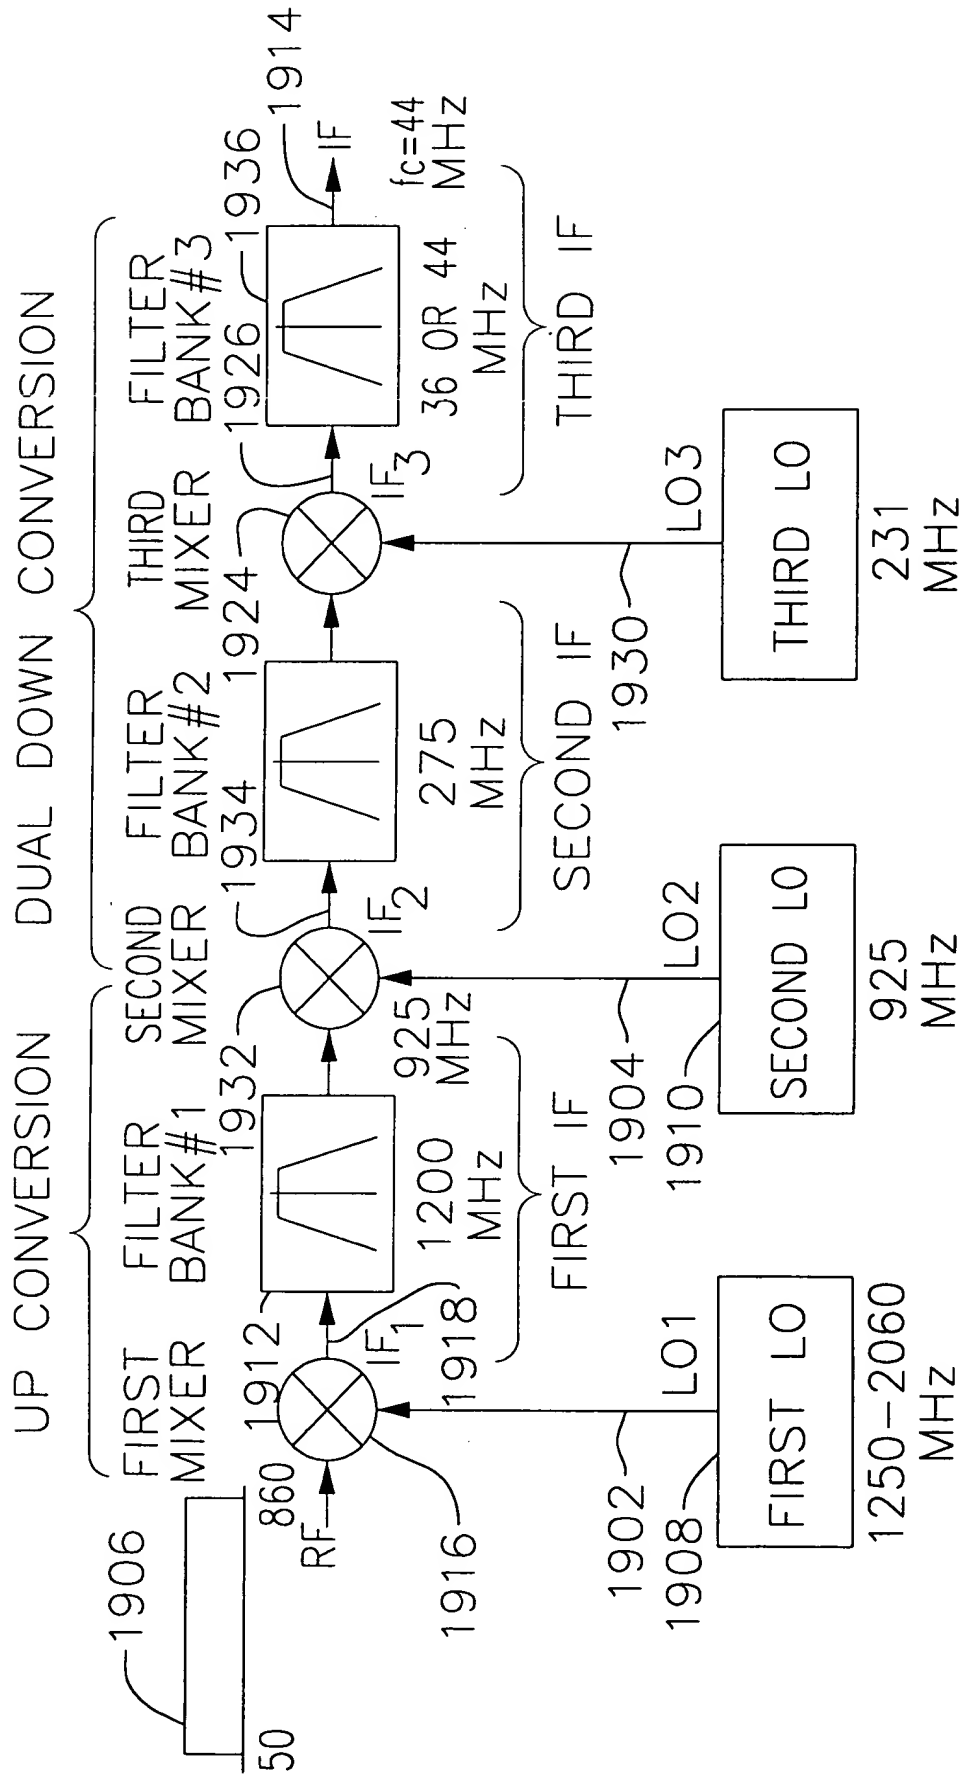 UP CONVERSION
DUAL DOWN CONVERSION
FIRST
MIXER
FILTER
BANK#1
SECOND
MIXER
FILTER
BANK#2
THIRD
MIXER
FILTER
BANK#3
1906
50
860
RF
1912
1932
1934
1924
1926
1936
1914
IF
fc=44
MHz
1916
IF1
1918
1200
MHz
925
MHz
IF2
275
MHz
IF3
36 OR 44
MHz
FIRST IF
SECOND IF
THIRD IF
1902
1908
LO1
1904
1910
LO2
1930
LO3
FIRST LO
SECOND LO
THIRD LO
1250-2060
MHz
925
MHz
231
MHz